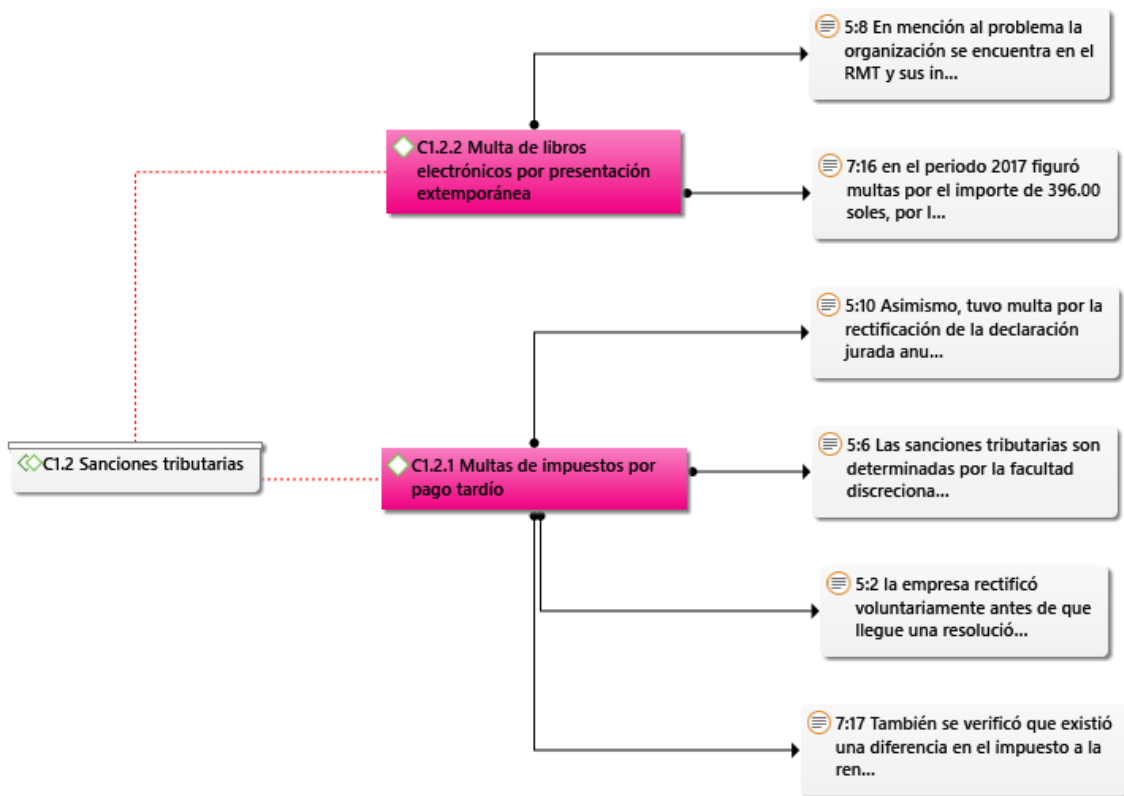 5:8 En mención al problema la
organización se encuentra en el
RMT y sus in...
C1.2.2 Multa de libros
electrónicos por presentación
extemporánea
7:16 en el periodo 2017 figuró
multas por el importe de 396.00
soles, por l...
5:10 Asimismo, tuvo multa por la
rectificación de la declaración
jurada anu...
C1.2 Sanciones tributarias
C1.2.1 Multas de impuestos por
pago tardío
5:6 Las sanciones tributarias son
determinadas por la facultad
discreciona...
5:2 la empresa rectificó
voluntariamente antes de que
llegue una resolució...
7:17 También se verificó que existió
una diferencia en el impuesto a la
ren...